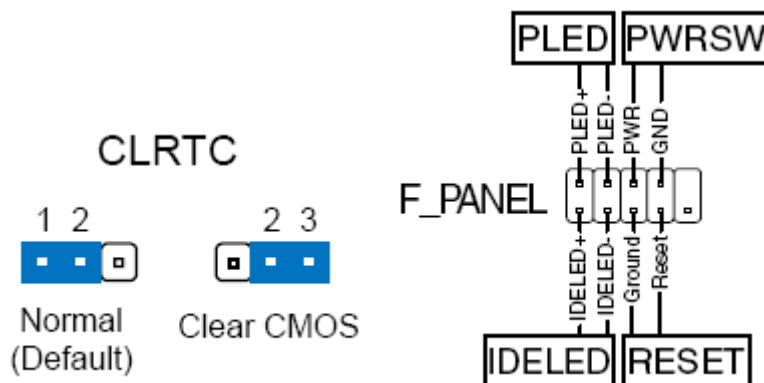 CLRTC
1 2
2 3
Normal
(Default)
Clear CMOS
PLED
PWRSW
PLED+
PLED-
PWR
GND
F_PANEL
IDELED+
IDELED-
Ground
Reset
IDELED
RESET